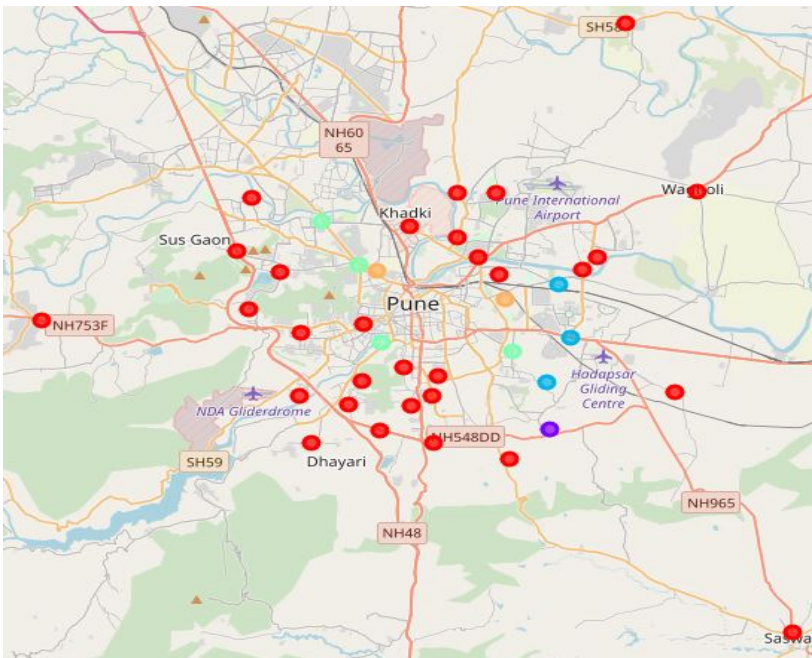 SH58
NH60
65
Pune International
Airport
Khadki
Sus Gaon
Pune
NH753F
Hadapsar
Gliding
Centre
NDA Gliderdrome
NH548DD
Dhayari
SH59
NH965
NH48